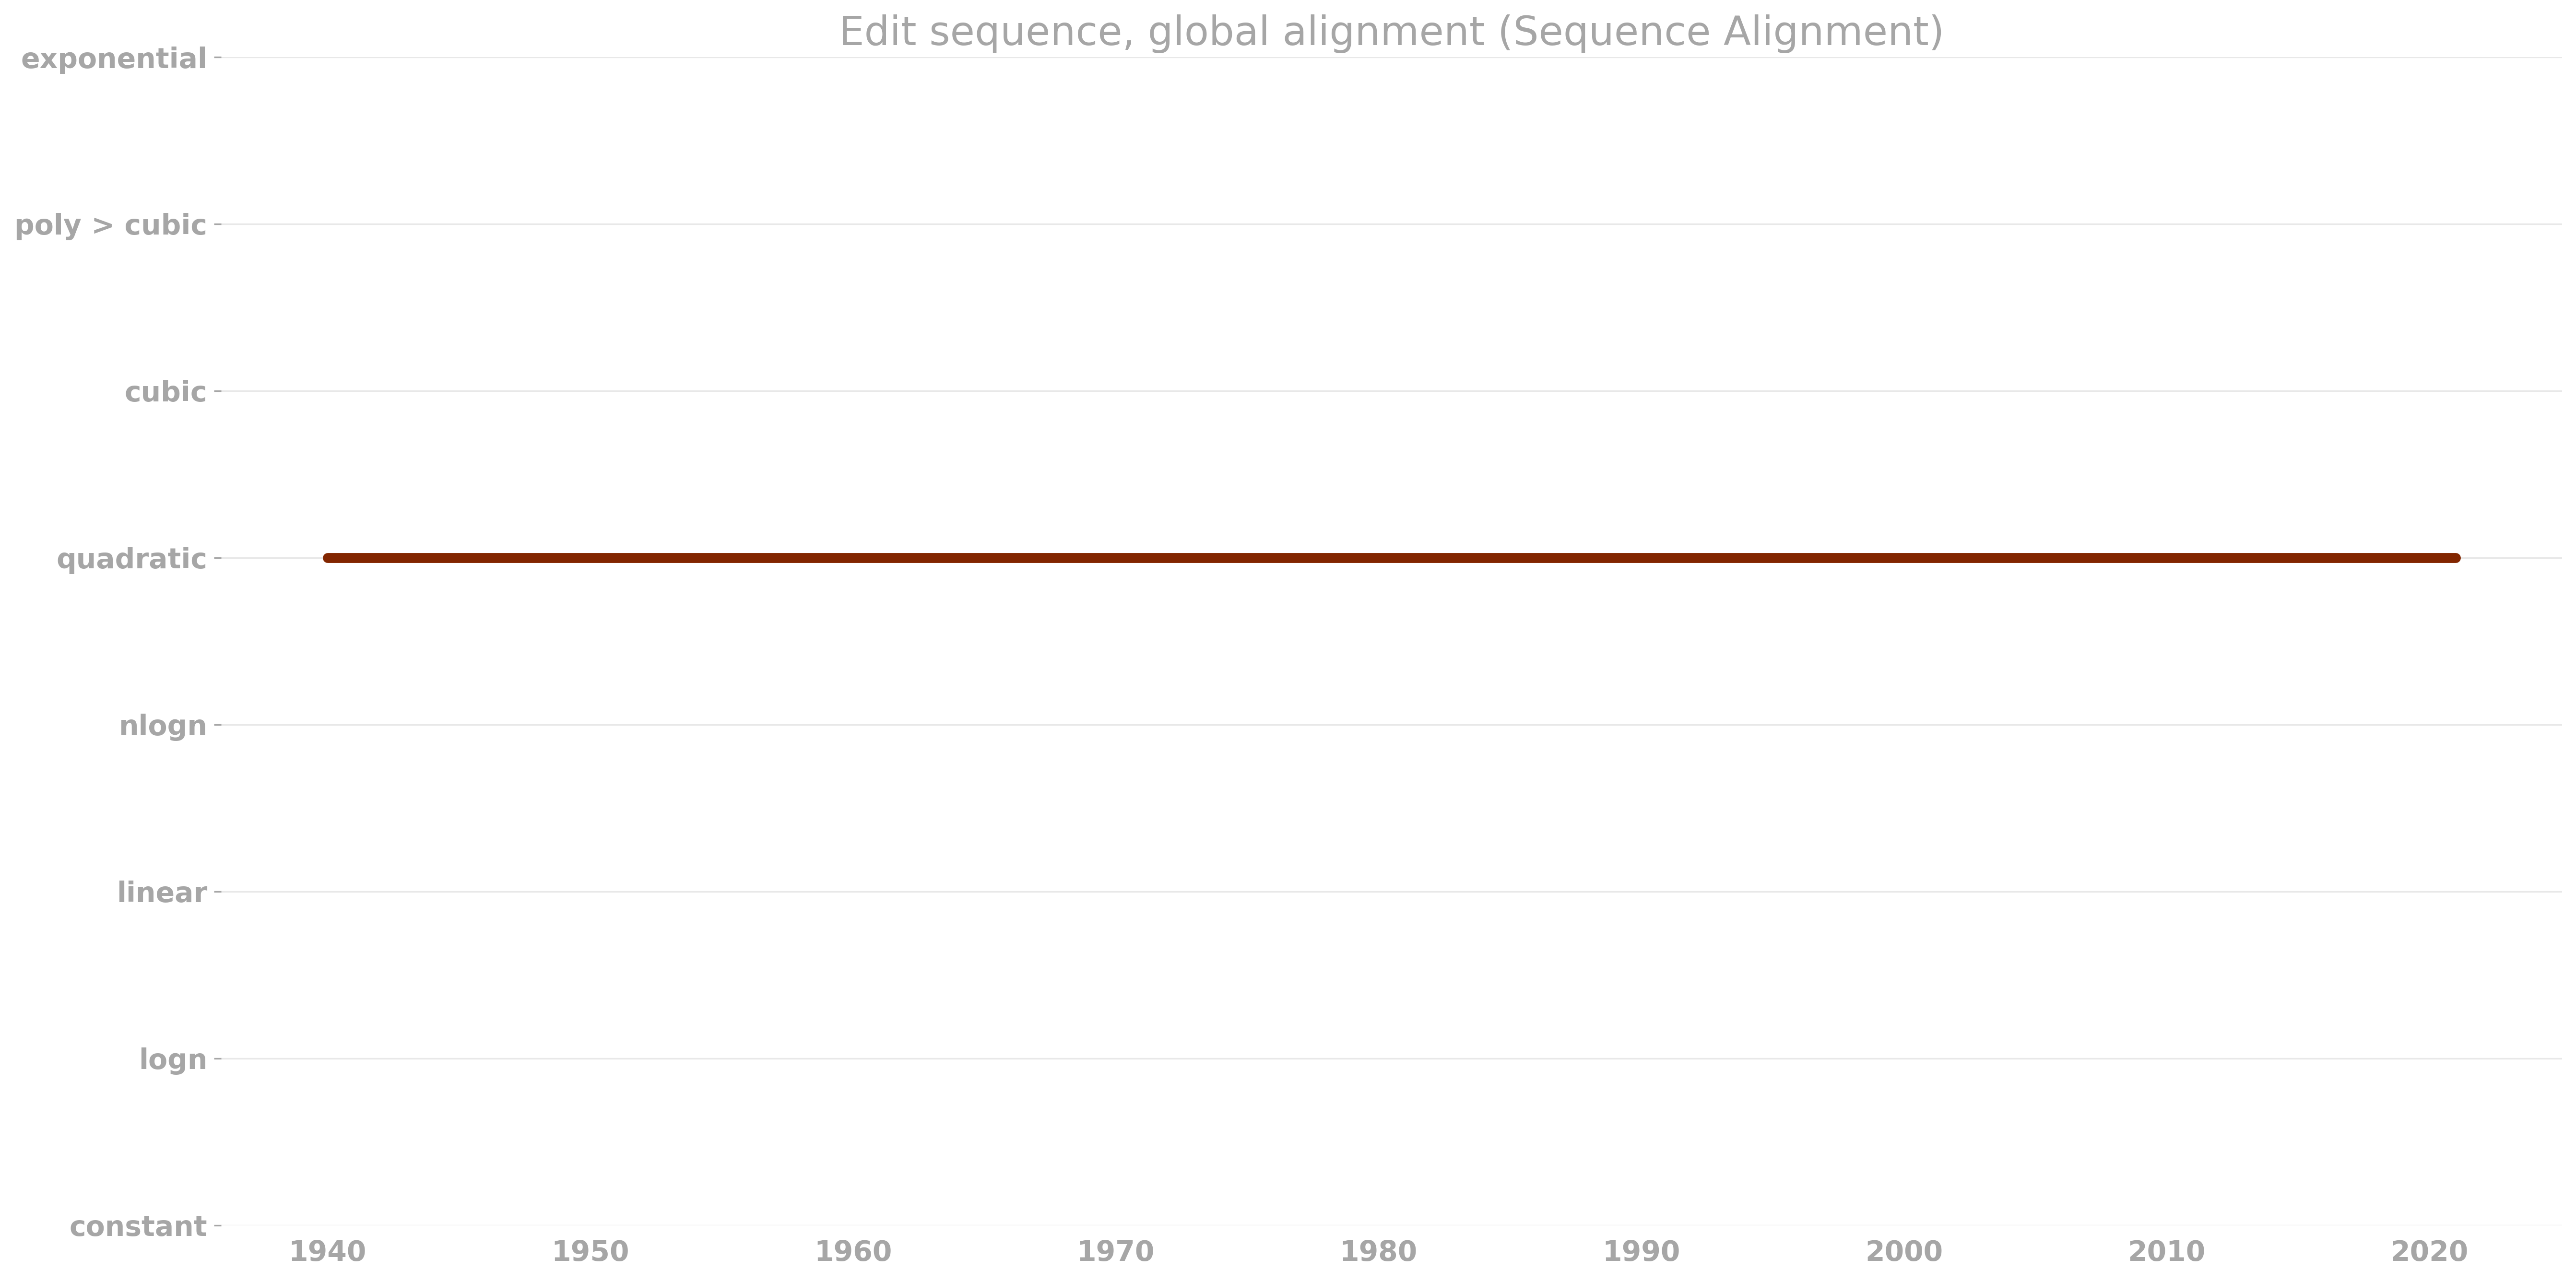 Edit sequence, global alignment (Sequence Alignment)
exponential
poly > cubic
cubic
quadratic
nlogn
linear
logn
constant
1940 1950 1960 1970 1980 1990 2000 2010 2020